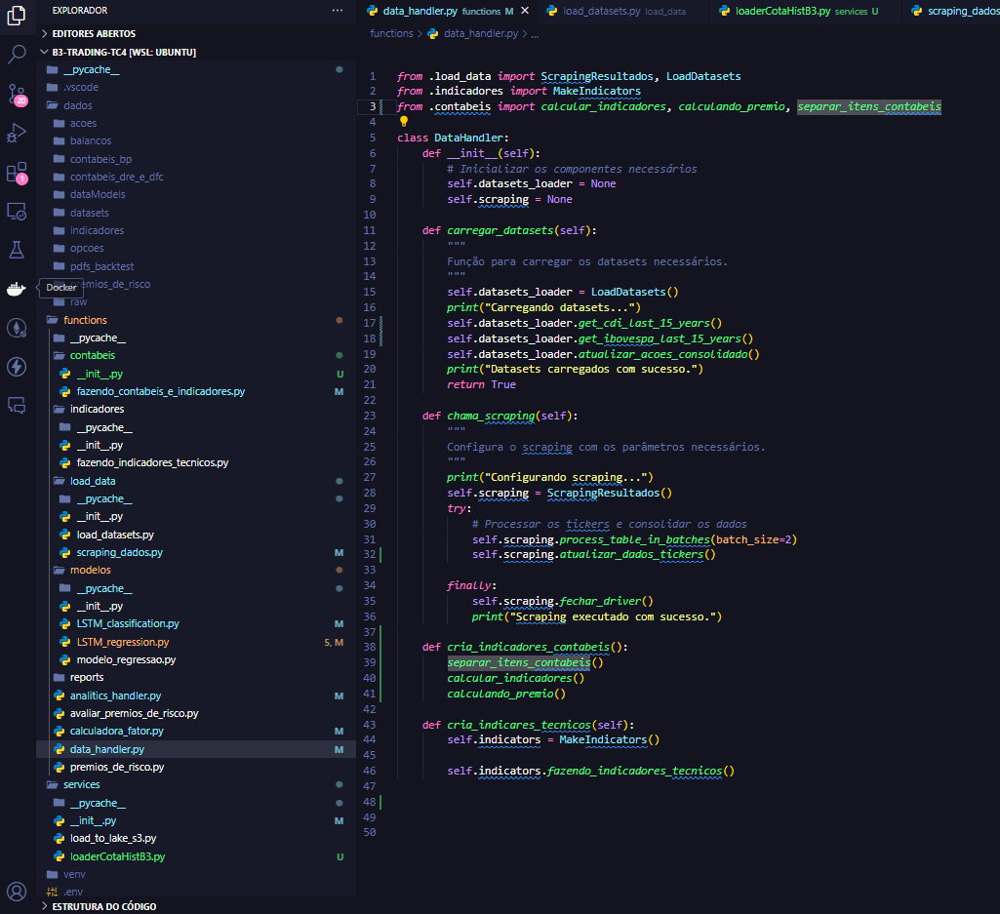 EXPLORADOR
EDITORES ABERTOS
B3-TRADING-TC4 [WSL: UBUNTU]
__pycache__
.vscode
dados
acoes
balancos
contabeis_bp
contabeis_dre_e_dfc
dataModels
datasets
indicadores
opcoes
pdfs_backtest
emios_de_risco
Docker
raw
functions
__pycache__
contabeis
__init__.py U
fazendo_contabeis_e_indicadores.py M
indicadores
__pycache__
__init__.py
fazendo_indicadores_tecnicos.py
load_data
__pycache__
__init__.py
load_datasets.py
scraping_dados.py M
modelos
__pycache__
__init__.py
LSTM_classification.py M
LSTM_regression.py 5, M
modelo_regressao.py
reports
analitics_handler.py M
avaliar_premios_de_risco.py
calculadora_fator.py M
data_handler.py M
premios_de_risco.py
services
__pycache__
__init__.py M
load_to_lake_s3.py
loaderCotaHistB3.py U
venv
.env
ESTRUTURA DO CÓDIGO
20
1
data_handler.py functions M
load_datasets.py load_data
loaderCotaHistB3.py services U
scraping_dados
functions > data_handler.py > ...
1 from .load_data import ScrapingResultados, LoadDatasets
2 from .indicadores import MakeIndicators
3 from .contabeis import calcular_indicadores, calculando_premio, separar_itens_contabeis
4
5 class DataHandler:
6 def __init__(self):
7 # Inicializar os componentes necessários
8 self.datasets_loader = None
9 self.scraping = None
10
11 def carregar_datasets(self):
12 """
13 Função para carregar os datasets necessários.
14 """
15 self.datasets_loader = LoadDatasets()
16 print("Carregando datasets...")
17 self.datasets_loader.get_cdi_last_15_years()
18 self.datasets_loader.get_ibovespa_last_15_years()
19 self.datasets_loader.atualizar_acoes_consolidado()
20 print("Datasets carregados com sucesso.")
21 return True
22
23 def chama_scraping(self):
24 """
25 Configura o scraping com os parâmetros necessários.
26 """
27 print("Configurando scraping...")
28 self.scraping = ScrapingResultados()
29 try:
30 # Processar os tickers e consolidar os dados
31 self.scraping.process_table_in_batches(batch_size=2)
32 self.scraping.atualizar_dados_tickers()
33
34 finally:
35 self.scraping.fechar_driver()
36 print("Scraping executado com sucesso.")
37
38 def cria_indicadores_contabeis():
39 separar_itens_contabeis()
40 calcular_indicadores()
41 calculando_premio()
42
43 def cria_indicares_tecnicos(self):
44 self.indicators = MakeIndicators()
45
46 self.indicators.fazendo_indicadores_tecnicos()
47
48
49
50